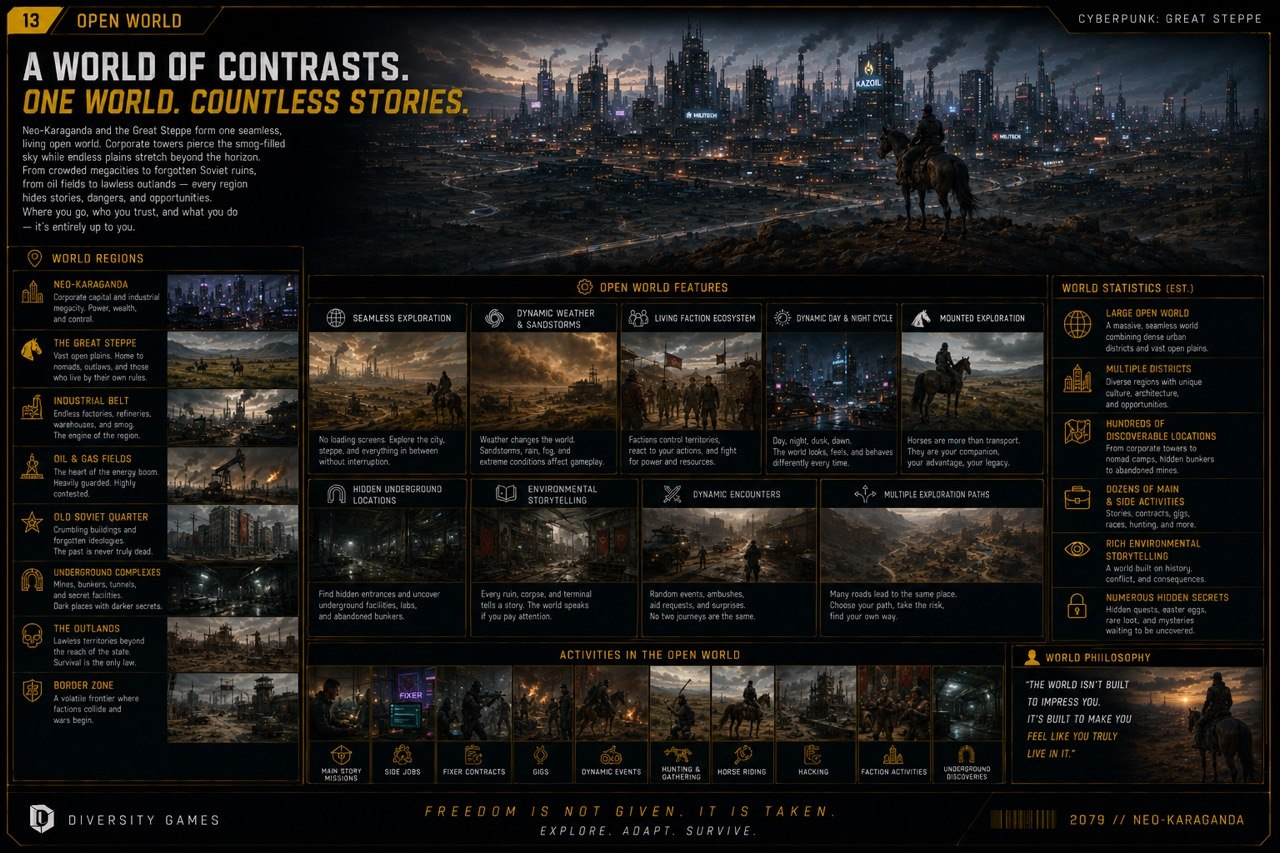 13
OPEN WORLD
CYBERPUNK: GREAT STEPPE
A WORLD OF CONTRASTS.
ONE WORLD. COUNTLESS STORIES.
Neo-Karaganda and the Great Steppe form one seamless,
living open world. Corporate towers pierce the smog-filled
sky while endless plains stretch beyond the horizon.
From crowded megacities to forgotten Soviet ruins,
from oil fields to lawless outlands — every region
hides stories, dangers, and opportunities.
Where you go, who you trust, and what you do
— it's entirely up to you.
KAZOIL
MILITECH
MILITECH
WORLD REGIONS
NEO-KARAGANDA
Corporate capital and industrial
megacity. Power, wealth,
and control.
THE GREAT STEPPE
Vast open plains. Home to
nomads, outlaws, and those
who live by their own rules.
INDUSTRIAL BELT
Endless factories, refineries,
warehouses, and smog.
The engine of the region.
OIL & GAS FIELDS
The heart of the energy boom.
Heavily guarded. Highly
contested.
OLD SOVIET QUARTER
Crumbling buildings and
forgotten ideologies.
The past is never truly dead.
UNDERGROUND COMPLEXES
Mines, bunkers, tunnels,
and secret facilities.
Dark places with darker secrets.
THE OUTLANDS
Lawless territories beyond
the reach of the state.
Survival is the only law.
BORDER ZONE
A volatile frontier where
factions collide and
wars begin.
OPEN WORLD FEATURES
SEAMLESS EXPLORATION
No loading screens. Explore the city,
steppe, and everything in between
without interruption.
DYNAMIC WEATHER
& SANDSTORMS
Weather changes the world.
Sandstorms, rain, fog, and
extreme conditions affect gameplay.
LIVING FACTION ECOSYSTEM
Factions control territories,
react to your actions, and fight
for power and resources.
DYNAMIC DAY & NIGHT CYCLE
Day, night, dusk, dawn.
The world looks, feels, and behaves
differently every time.
MOUNTED EXPLORATION
Horses are more than transport.
They are your companion,
your advantage, your legacy.
HIDDEN UNDERGROUND
LOCATIONS
Find hidden entrances and uncover
underground facilities, labs,
and abandoned bunkers.
ENVIRONMENTAL
STORYTELLING
Every ruin, corpse, and terminal
tells a story. The world speaks
if you pay attention.
DYNAMIC ENCOUNTERS
Random events, ambushes,
aid requests, and surprises.
No two journeys are the same.
MULTIPLE EXPLORATION PATHS
Many roads lead to the same place.
Choose your path, take the risk,
find your own way.
WORLD STATISTICS (EST.)
LARGE OPEN WORLD
A massive, seamless world
combining dense urban
districts and vast open plains.
MULTIPLE DISTRICTS
Diverse regions with unique
culture, architecture,
and opportunities.
HUNDREDS OF
DISCOVERABLE LOCATIONS
From corporate towers to
nomad camps, hidden bunkers
to abandoned mines.
DOZENS OF MAIN
& SIDE ACTIVITIES
Stories, contracts, gigs,
races, hunting, and more.
RICH ENVIRONMENTAL
STORYTELLING
A world built on history,
conflict, and consequences.
NUMEROUS HIDDEN SECRETS
Hidden quests, easter eggs,
rare loot, and mysteries
waiting to be uncovered.
ACTIVITIES IN THE OPEN WORLD
FIXER
MAIN STORY
MISSIONS
SIDE JOBS
FIXER CONTRACTS
GIGS
DYNAMIC EVENTS
HUNTING &
GATHERING
HORSE RIDING
HACKING
FACTION ACTIVITIES
UNDERGROUND
DISCOVERIES
WORLD PHILOSOPHY
"THE WORLD ISN'T BUILT
TO IMPRESS YOU.
IT'S BUILT TO MAKE YOU
FEEL LIKE YOU TRULY
LIVE IN IT."
DIVERSITY GAMES
FREEDOM IS NOT GIVEN. IT IS TAKEN.
EXPLORE. ADAPT. SURVIVE.
2079 // NEO-KARAGANDA